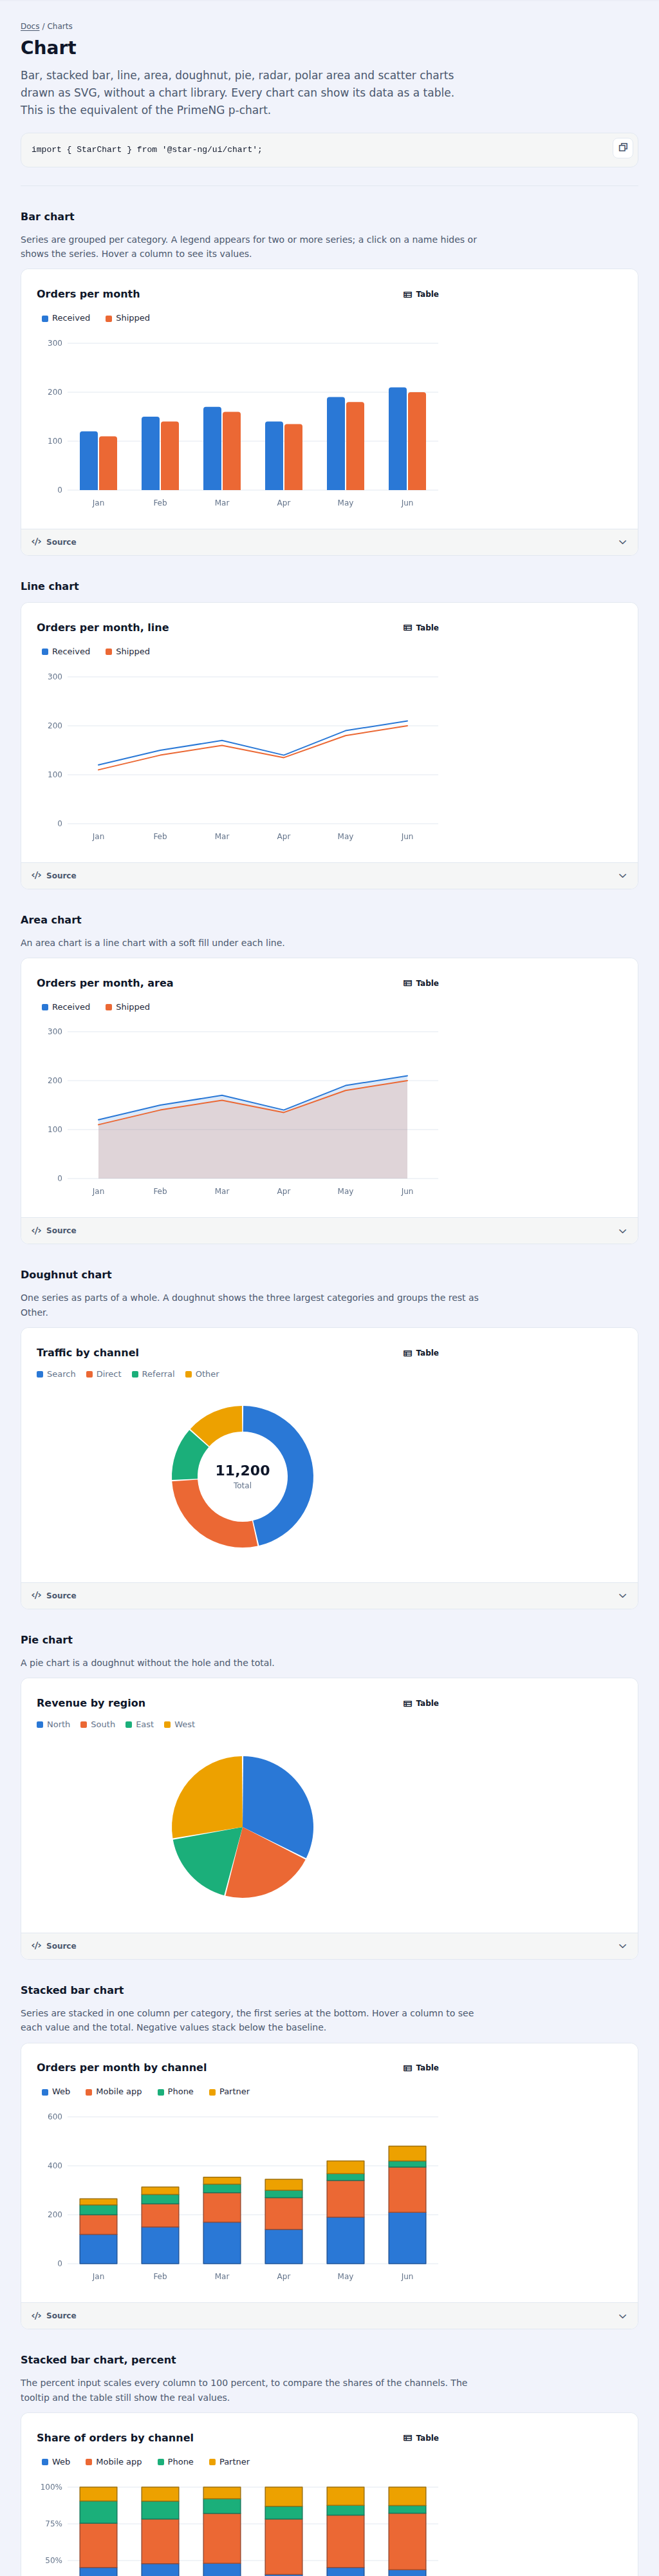 Docs / Charts
Chart
Bar, stacked bar, line, area, doughnut, pie, radar, polar area and scatter charts
drawn as SVG, without a chart library. Every chart can show its data as a table.
This is the equivalent of the PrimeNG p-chart.
import { StarChart } from '@star-ng/ui/chart';
Bar chart
Series are grouped per category. A legend appears for two or more series; a click on a name hides or
shows the series. Hover a column to see its values.
Orders per month Table
Received Shipped
300
200
100
0
Jan Feb Mar Apr May Jun
Source
Line chart
Orders per month, line Table
Received Shipped
300
200
100
0
Jan Feb Mar Apr May Jun
Source
Area chart
An area chart is a line chart with a soft fill under each line.
Orders per month, area Table
Received Shipped
300
200
100
0
Jan Feb Mar Apr May Jun
Source
Doughnut chart
One series as parts of a whole. A doughnut shows the three largest categories and groups the rest as
Other.
Traffic by channel Table
Search Direct Referral Other
11,200
Total
Source
Pie chart
A pie chart is a doughnut without the hole and the total.
Revenue by region Table
North South East West
Source
Stacked bar chart
Series are stacked in one column per category, the first series at the bottom. Hover a column to see
each value and the total. Negative values stack below the baseline.
Orders per month by channel Table
Web Mobile app Phone Partner
600
400
200
0
Jan Feb Mar Apr May Jun
Source
Stacked bar chart, percent
The percent input scales every column to 100 percent, to compare the shares of the channels. The
tooltip and the table still show the real values.
Share of orders by channel Table
Web Mobile app Phone Partner
100%
75%
50%